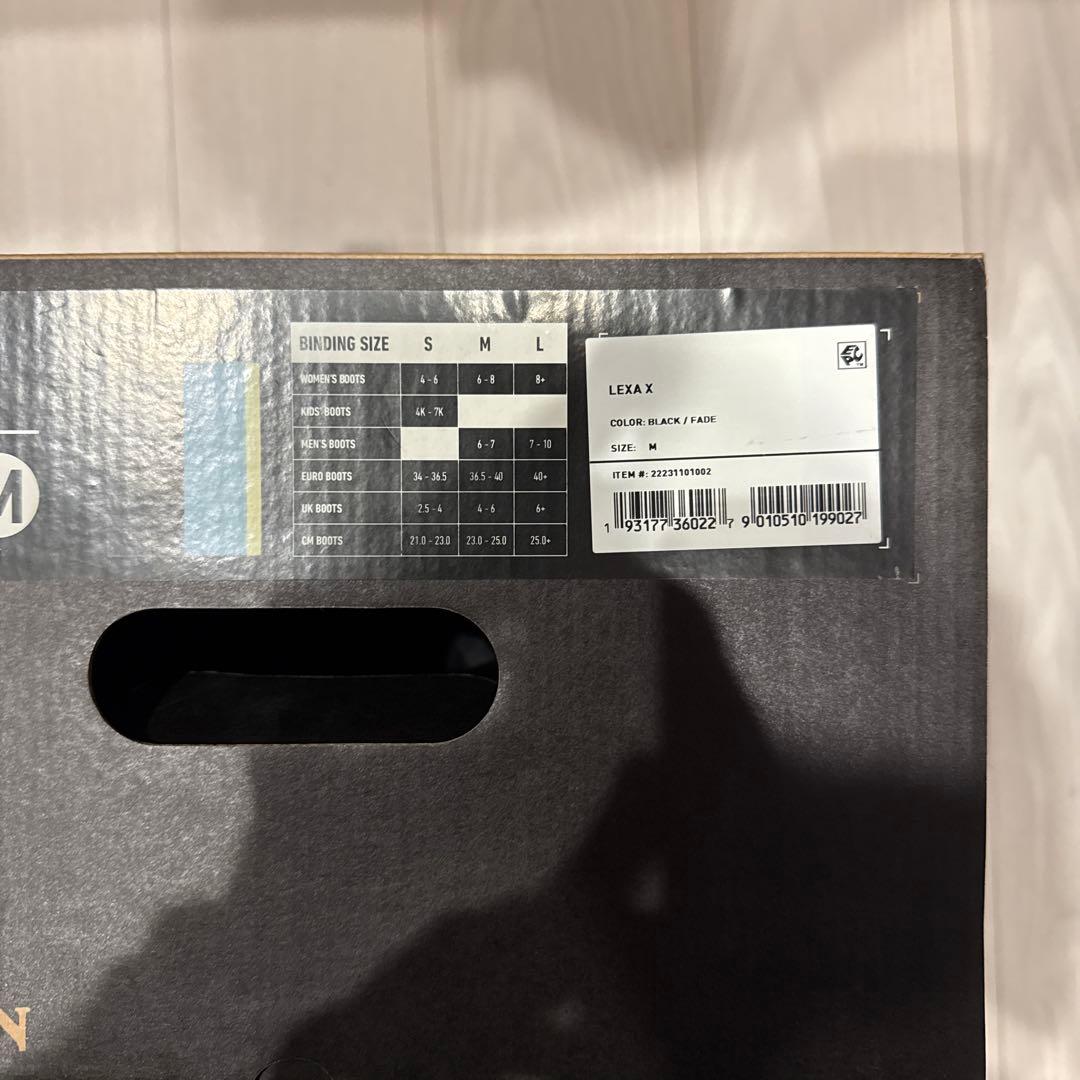 BINDING SIZE S M L
WOMEN'S BOOTS 4 - 6 6 - 8 8+
KIDS' BOOTS 4K - 7K
MEN'S BOOTS 6 - 7 7 - 10
EURO BOOTS 34 - 36.5 36.5 - 40 40+
UK BOOTS 2.5 - 4 4 - 6 6+
CM BOOTS 21.0 - 23.0 23.0 - 25.0 25.0+
LEXA X
COLOR: BLACK / FADE
SIZE: M
ITEM #: 22231101002
1 93177 36022 7 9 010510 199027
M
N